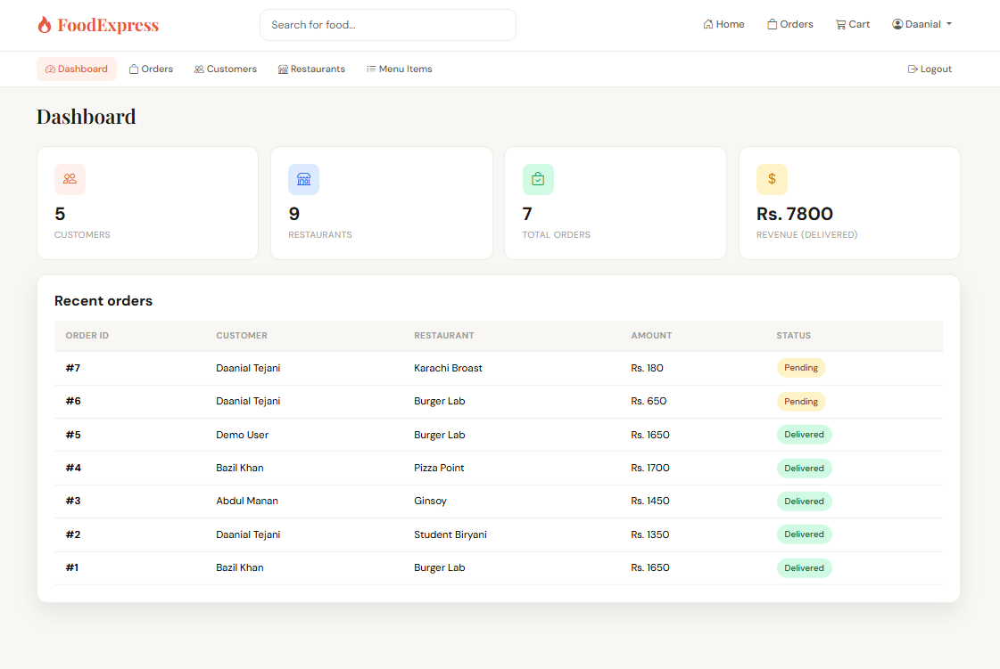 FoodExpress Search for food... Home Orders Cart Daanial
Dashboard Orders Customers Restaurants Menu Items Logout
Dashboard
5 9 7 Rs. 7800
CUSTOMERS RESTAURANTS TOTAL ORDERS REVENUE (DELIVERED)
Recent orders
ORDER ID CUSTOMER RESTAURANT AMOUNT STATUS
#7 Daanial Tejani Karachi Broast Rs. 180 Pending
#6 Daanial Tejani Burger Lab Rs. 650 Pending
#5 Demo User Burger Lab Rs. 1650 Delivered
#4 Bazil Khan Pizza Point Rs. 1700 Delivered
#3 Abdul Manan Ginsoy Rs. 1450 Delivered
#2 Daanial Tejani Student Biryani Rs. 1350 Delivered
#1 Bazil Khan Burger Lab Rs. 1650 Delivered